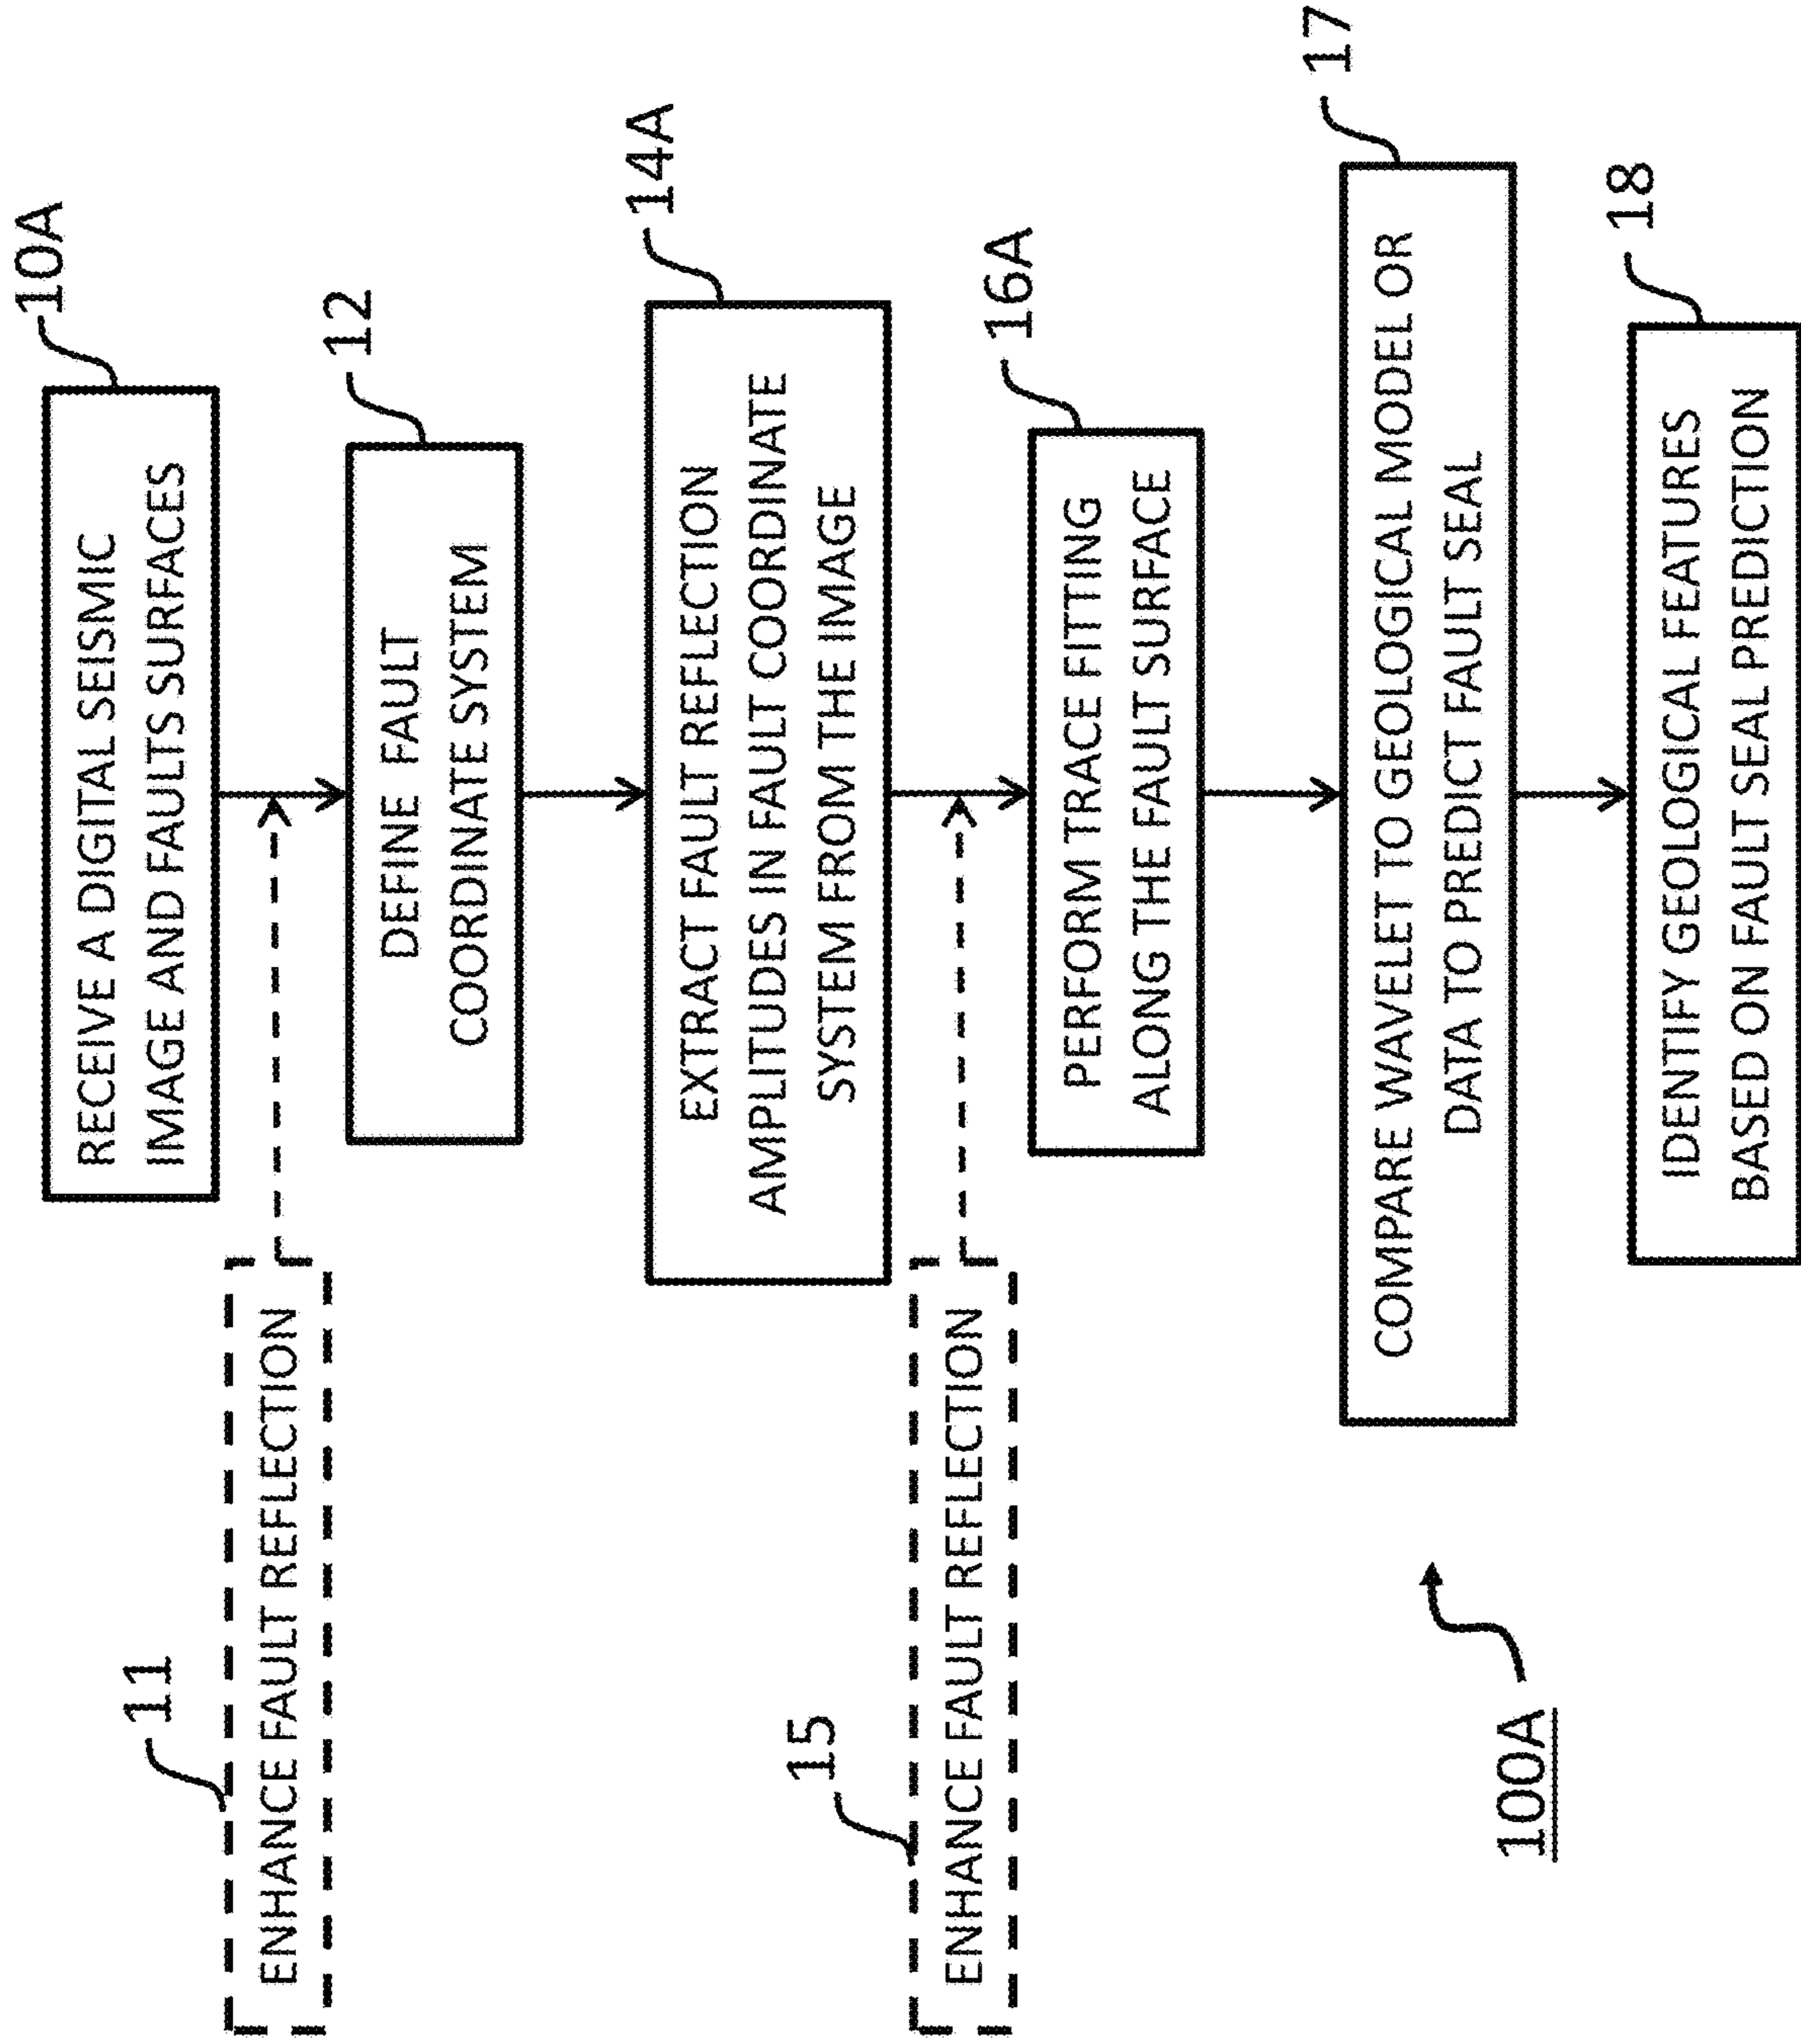 10A
RECEIVE A DIGITAL SEISMIC
IMAGE AND FAULTS SURFACES
11
ENHANCE FAULT REFLECTION
12
DEFINE FAULT
COORDINATE SYSTEM
14A
EXTRACT FAULT REFLECTION
AMPLITUDES IN FAULT COORDINATE
SYSTEM FROM THE IMAGE
15
ENHANCE FAULT REFLECTION
16A
PERFORM TRACE FITTING
ALONG THE FAULT SURFACE
17
COMPARE WAVELET TO GEOLOGICAL MODEL OR
DATA TO PREDICT FAULT SEAL
18
IDENTIFY GEOLOGICAL FEATURES
BASED ON FAULT SEAL PREDICTION
100A